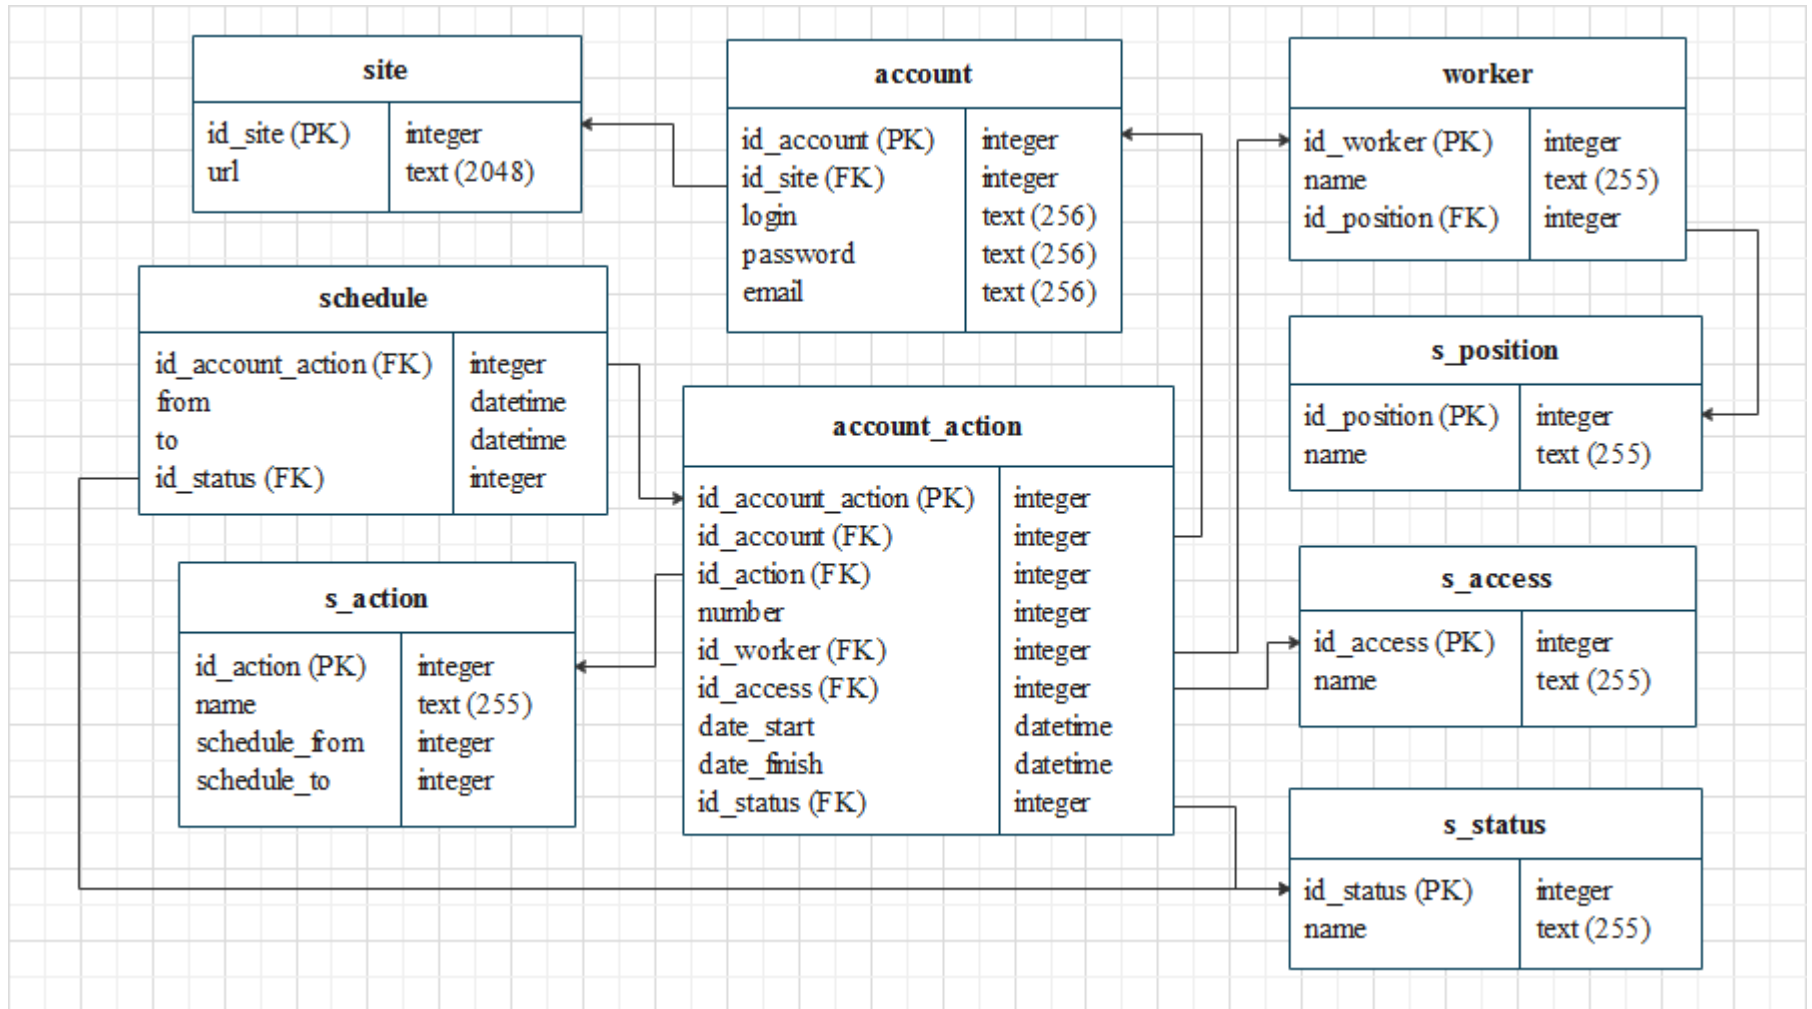 site
id_site (PK) integer
url text (2048)
account
id_account (PK) integer
id_site (FK) integer
login text (256)
password text (256)
email text (256)
worker
id_worker (PK) integer
name text (255)
id_position (FK) integer
schedule
id_account_action (FK) integer
from datetime
to datetime
id_status (FK) integer
s_position
id_position (PK) integer
name text (255)
account_action
id_account_action (PK) integer
id_account (FK) integer
id_action (FK) integer
number integer
id_worker (FK) integer
id_access (FK) integer
date_start datetime
date_finish datetime
id_status (FK) integer
s_action
id_action (PK) integer
name text (255)
schedule_from integer
schedule_to integer
s_access
id_access (PK) integer
name text (255)
s_status
id_status (PK) integer
name text (255)